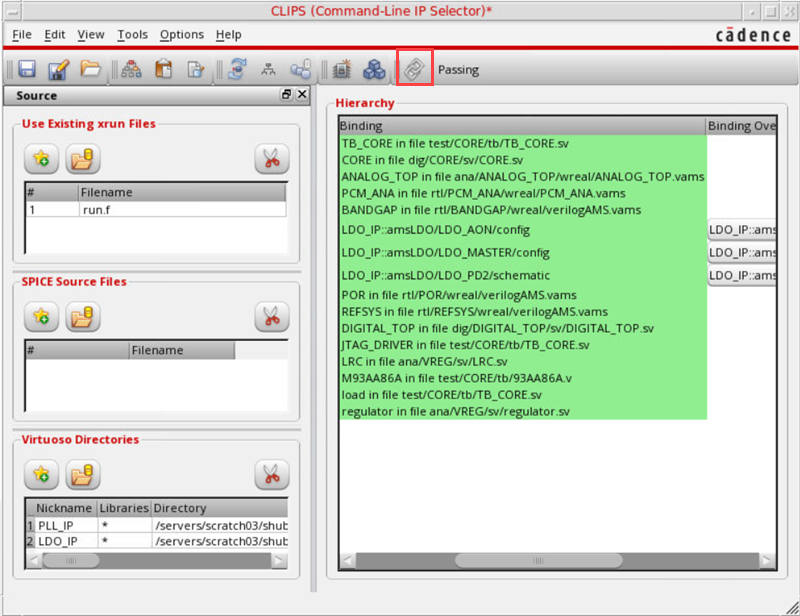 CLIPS (Command-Line IP Selector)*
File Edit View Tools Options Help
cādence
Passing
Source
Use Existing xrun Files
# Filename
1 run.f
SPICE Source Files
# Filename
Virtuoso Directories
Nickname Libraries Directory
1 PLL_IP * /servers/scratch03/shub
2 LDO_IP * /servers/scratch03/shub
Hierarchy
Binding Binding Ove
TB_CORE in file test/CORE/tb/TB_CORE.sv
CORE in file dig/CORE/sv/CORE.sv
ANALOG_TOP in file ana/ANALOG_TOP/wreal/ANALOG_TOP.vams
PCM_ANA in file rtl/PCM_ANA/wreal/PCM_ANA.vams
BANDGAP in file rtl/BANDGAP/wreal/verilogAMS.vams
LDO_IP::amsLDO/LDO_AON/config LDO_IP::ams
LDO_IP::amsLDO/LDO_MASTER/config LDO_IP::ams
LDO_IP::amsLDO/LDO_PD2/schematic LDO_IP::ams
POR in file rtl/POR/wreal/verilogAMS.vams
REFSYS in file rtl/REFSYS/wreal/verilogAMS.vams
DIGITAL_TOP in file dig/DIGITAL_TOP/sv/DIGITAL_TOP.sv
JTAG_DRIVER in file test/CORE/tb/TB_CORE.sv
LRC in file ana/VREG/sv/LRC.sv
M93AA86A in file test/CORE/tb/93AA86A.v
load in file test/CORE/tb/TB_CORE.sv
regulator in file ana/VREG/sv/regulator.sv